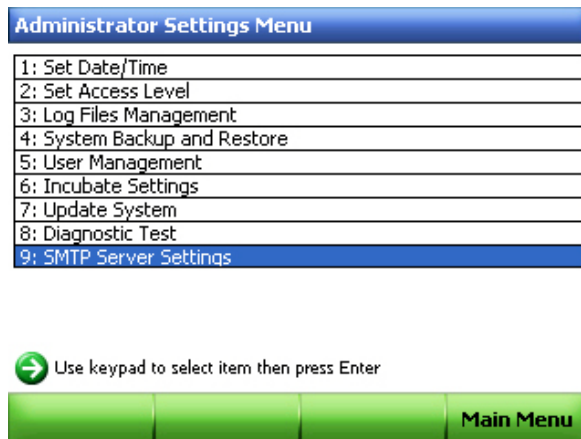 Administrator Settings Menu
1: Set Date/Time
2: Set Access Level
3: Log Files Management
4: System Backup and Restore
5: User Management
6: Incubate Settings
7: Update System
8: Diagnostic Test
9: SMTP Server Settings
Use keypad to select item then press Enter
Main Menu